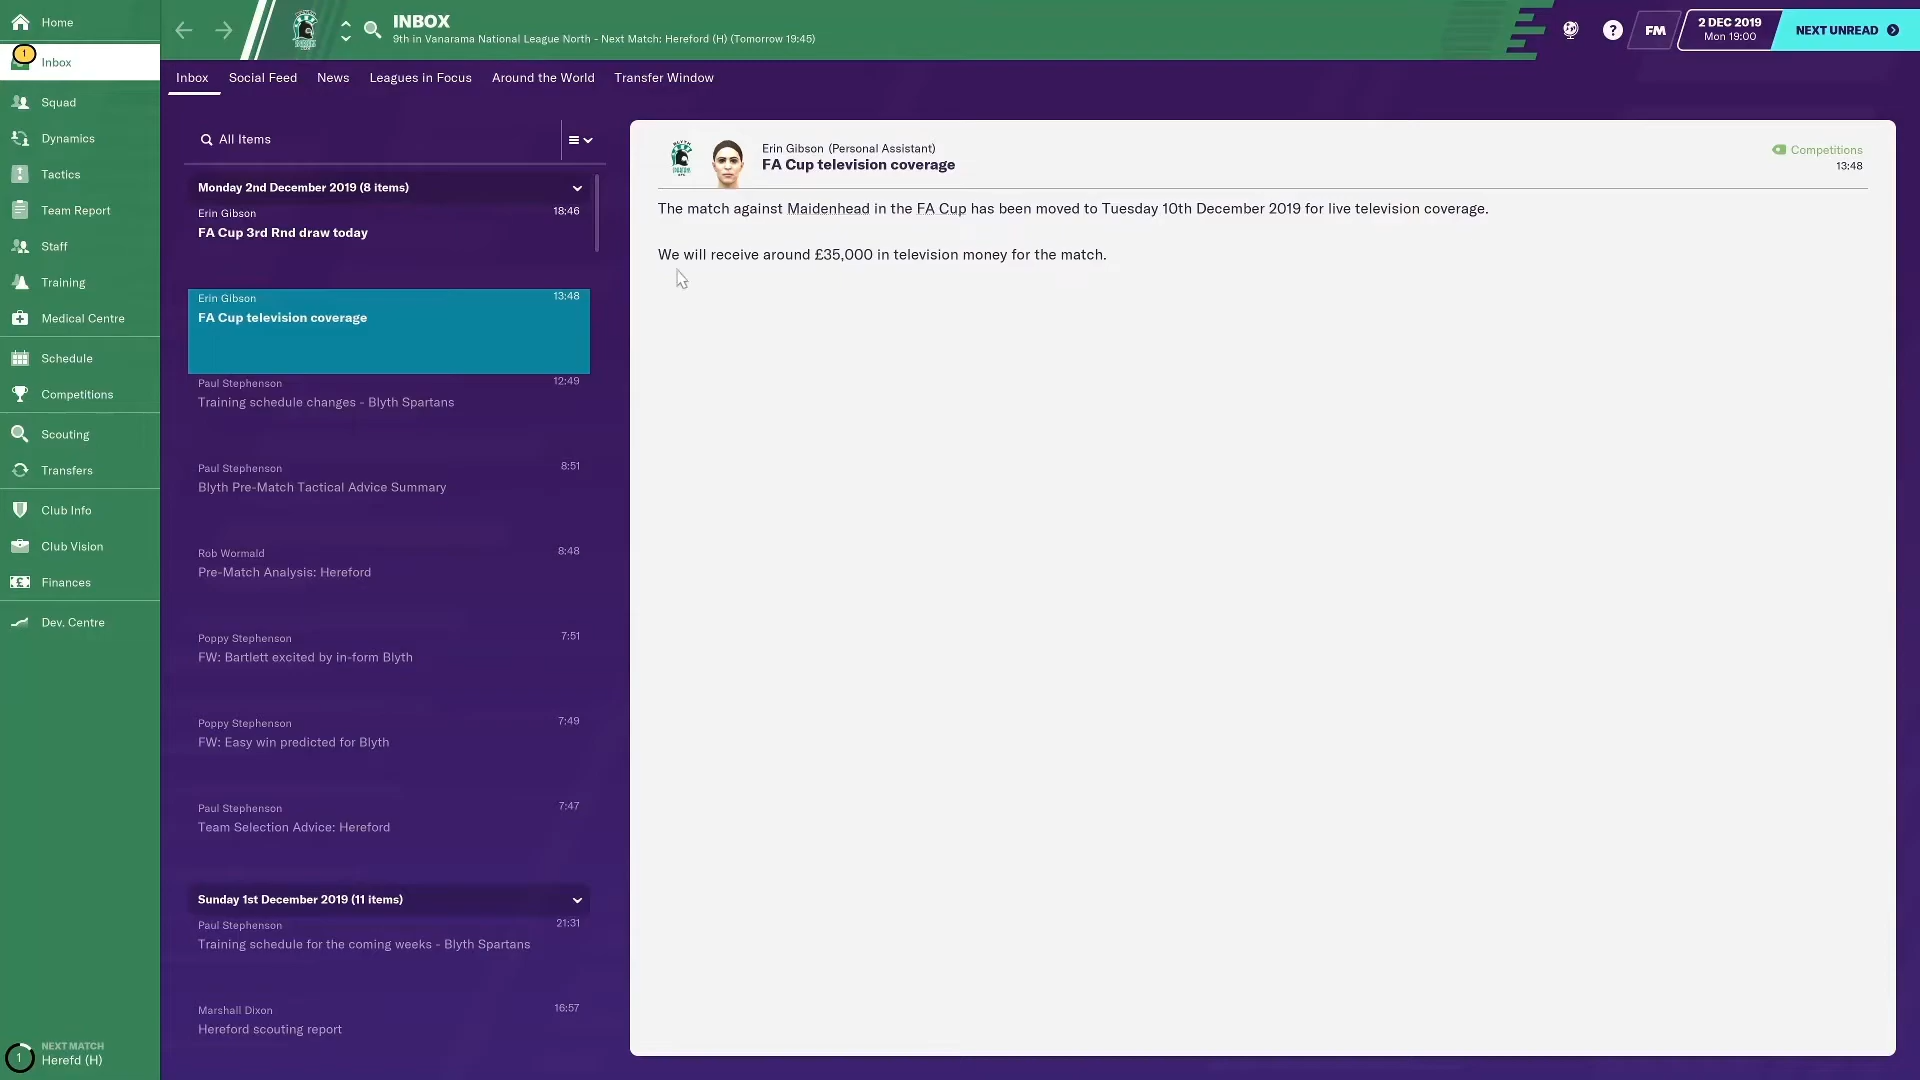 Home
1
Inbox
Squad
Dynamics
Tactics
Team Report
Staff
Training
Medical Centre
Schedule
Competitions
Scouting
Transfers
Club Info
Club Vision
Finances
Dev. Centre
1
NEXT MATCH
Herefd (H)
INBOX
9th in Vanarama National League North - Next Match: Hereford (H) (Tomorrow 19:45)
?
FM
2 DEC 2019
Mon 19:00
NEXT UNREAD
Inbox Social Feed News Leagues in Focus Around the World Transfer Window
All Items
Monday 2nd December 2019 (8 items)
Erin Gibson 18:46
FA Cup 3rd Rnd draw today
Erin Gibson 13:48
FA Cup television coverage
Paul Stephenson 12:49
Training schedule changes - Blyth Spartans
Paul Stephenson 8:51
Blyth Pre-Match Tactical Advice Summary
Rob Wormald 8:48
Pre-Match Analysis: Hereford
Poppy Stephenson 7:51
FW: Bartlett excited by in-form Blyth
Poppy Stephenson 7:49
FW: Easy win predicted for Blyth
Paul Stephenson 7:47
Team Selection Advice: Hereford
Sunday 1st December 2019 (11 items)
Paul Stephenson 21:31
Training schedule for the coming weeks - Blyth Spartans
Marshall Dixon 16:57
Hereford scouting report
Erin Gibson (Personal Assistant)
FA Cup television coverage
Competitions
13:48
The match against Maidenhead in the FA Cup has been moved to Tuesday 10th December 2019 for live television coverage.
We will receive around £35,000 in television money for the match.